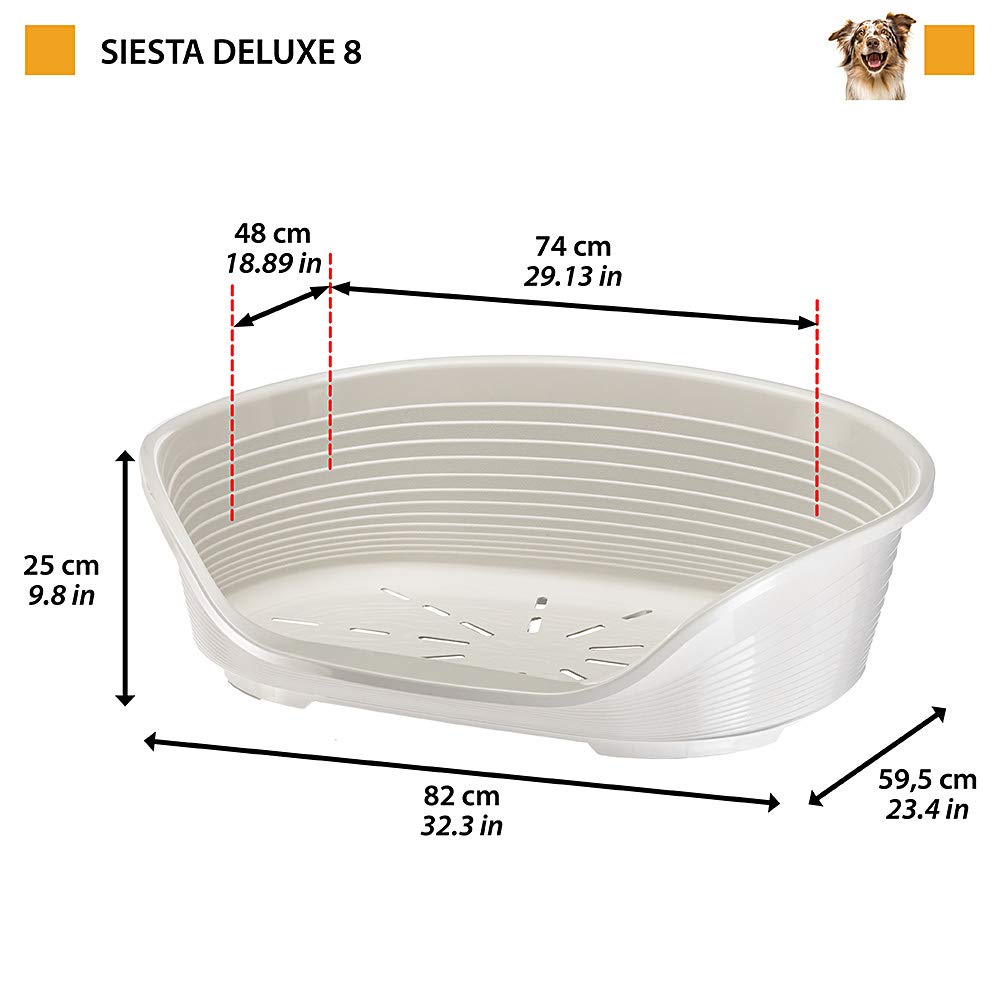 SIESTA DELUXE 8
48 cm
18.89 in
74 cm
29.13 in
25 cm
9.8 in
82 cm
32.3 in
59,5 cm
23.4 in